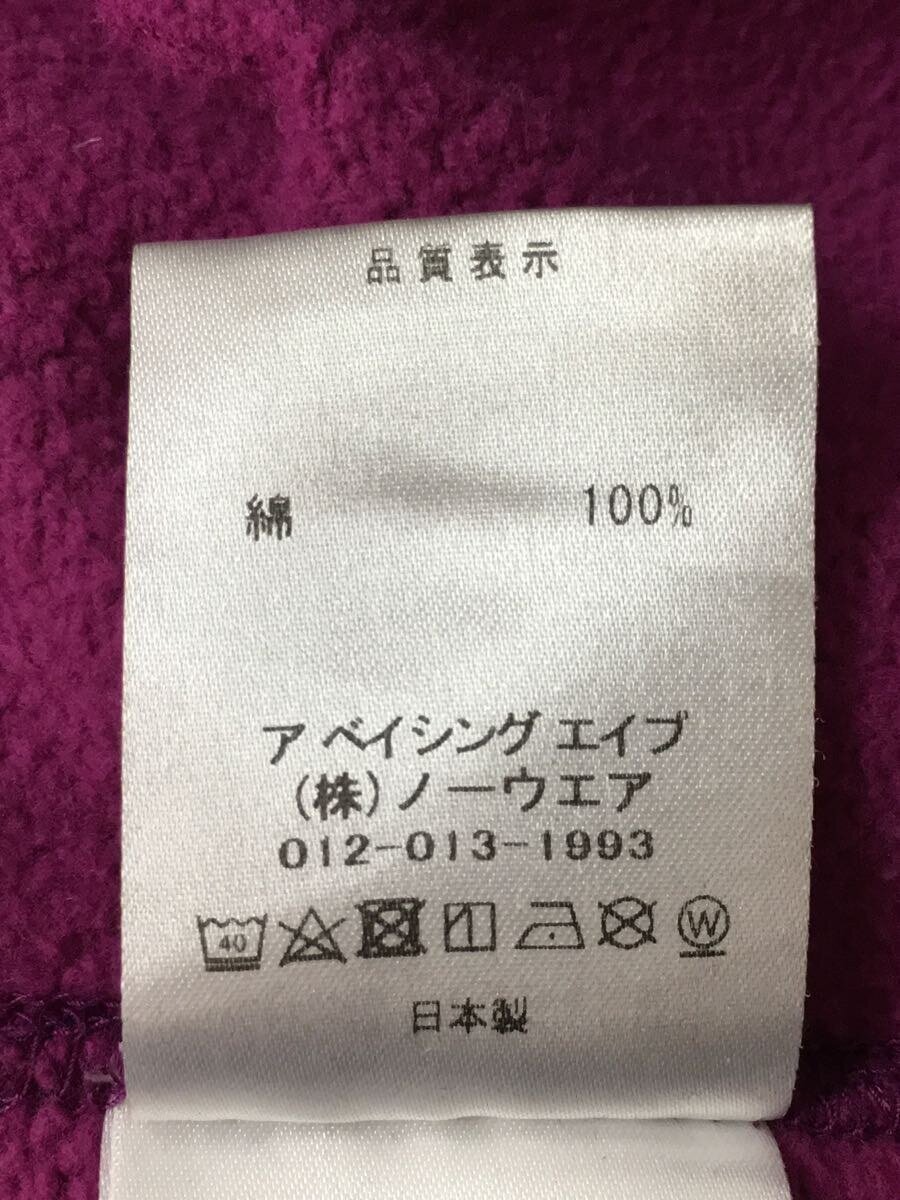 品質表示
綿 100%
ア ベイシング エイプ
(株)ノーウエア
012-013-1993
40 W
日本製